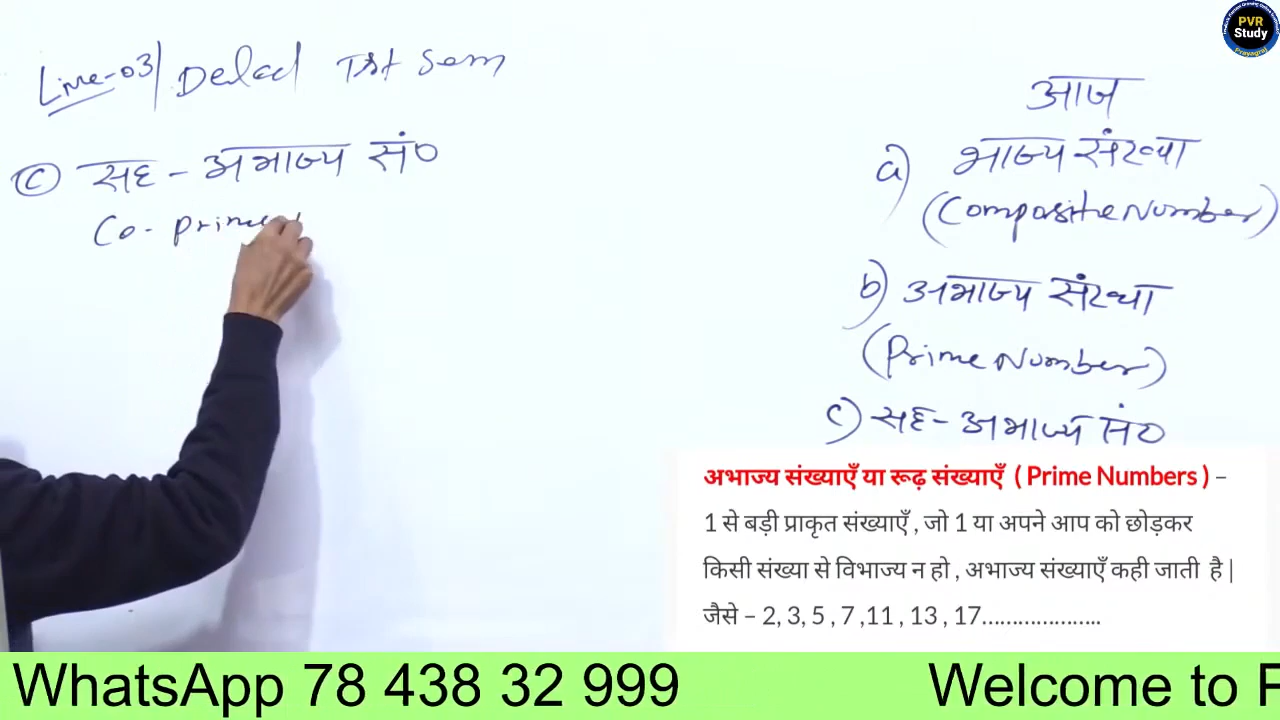 Live-03 Deled Ist Sem
(c) सह-अभाज्य सं०
Co-prime
आज
a) भाज्य संख्या
(Composite Number)
b) अभाज्य संख्या
(Prime Number)
c) सह-अभाज्य सं०
अभाज्य संख्याएँ या रूढ़ संख्याएँ ( Prime Numbers ) –
1 से बड़ी प्राकृत संख्याएँ , जो 1 या अपने आप को छोड़कर
किसी संख्या से विभाज्य न हो , अभाज्य संख्याएँ कही जाती है |
जैसे – 2, 3, 5 , 7 ,11 , 13 , 17………………..
PVR
Study
Prayagraj
WhatsApp 78 438 32 999
Welcome to